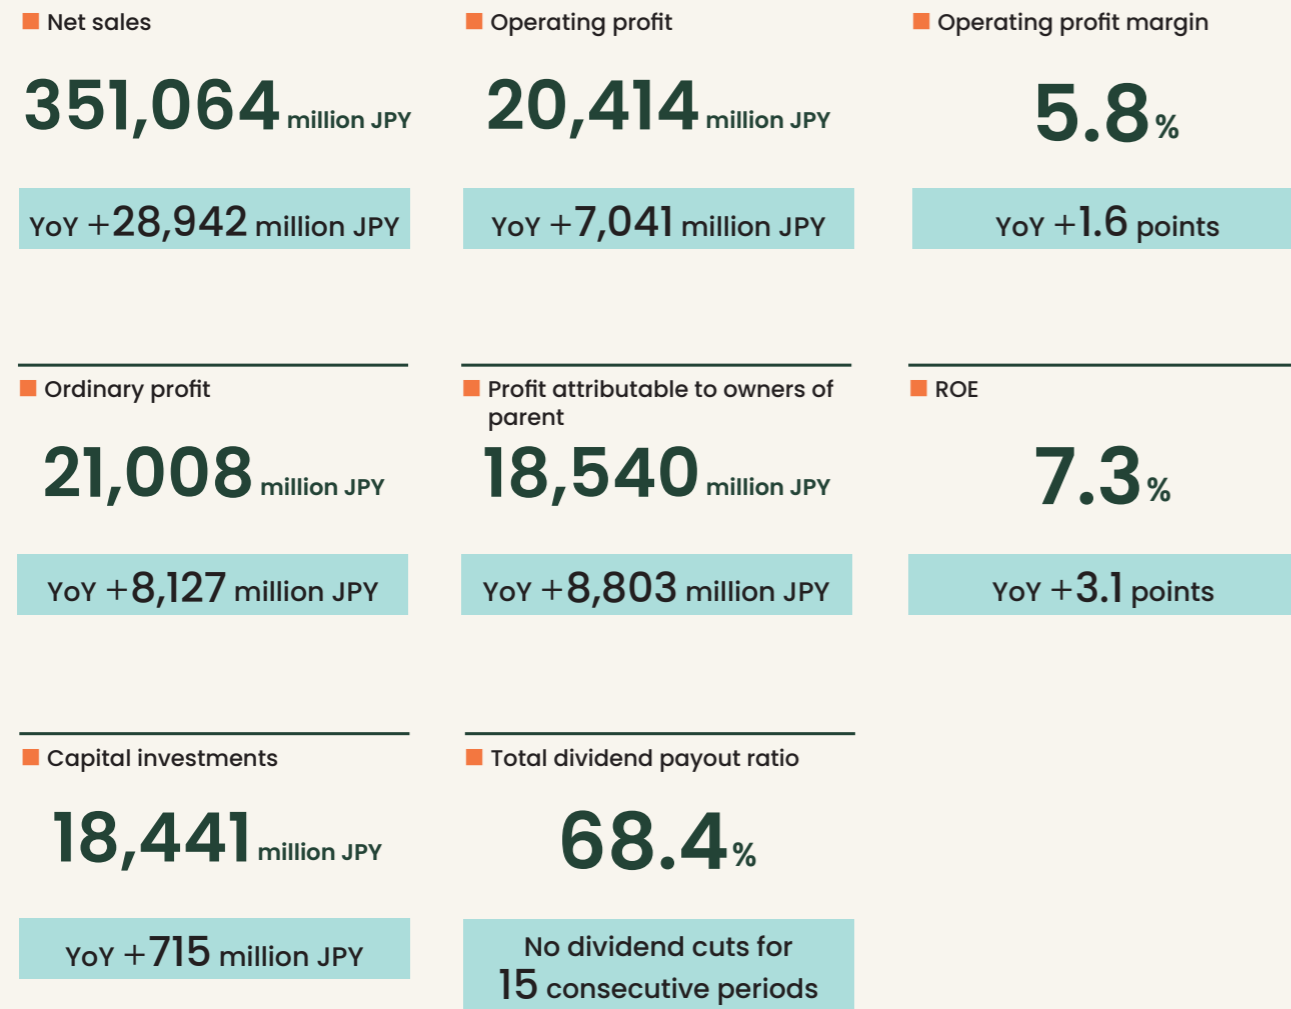 Net sales
351,064 million JPY
YoY +28,942 million JPY
Operating profit
20,414 million JPY
YoY +7,041 million JPY
Operating profit margin
5.8%
YoY +1.6 points
Ordinary profit
21,008 million JPY
YoY +8,127 million JPY
Profit attributable to owners of
parent
18,540 million JPY
YoY +8,803 million JPY
ROE
7.3%
YoY +3.1 points
Capital investments
18,441 million JPY
YoY +715 million JPY
Total dividend payout ratio
68.4%
No dividend cuts for
15 consecutive periods